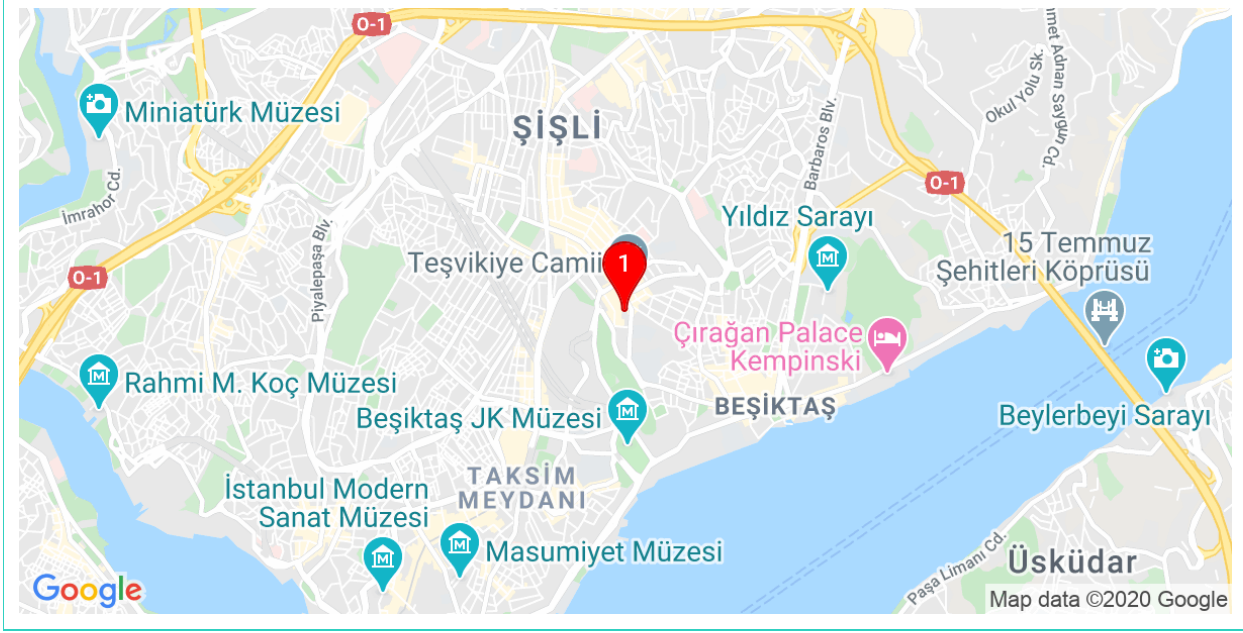 O-1
Miniatürk Müzesi
ŞİŞLİ
Okul Yolu Sk.
Barbaros Blv.
İmrahor Cd.
O-1
Piyalepaşa Blv.
Yıldız Sarayı
15 Temmuz
Şehitleri Köprüsü
Teşvikiye Camii
1
O-1
Çırağan Palace
Kempinski
Rahmi M. Koç Müzesi
Beşiktaş JK Müzesi
BEŞİKTAŞ
Beylerbeyi Sarayı
TAKSİM
MEYDANI
İstanbul Modern
Sanat Müzesi
Masumiyet Müzesi
Paşa Limanı Cd.
Üsküdar
Google
Map data ©2020 Google
met Adnan Saygun Cd.